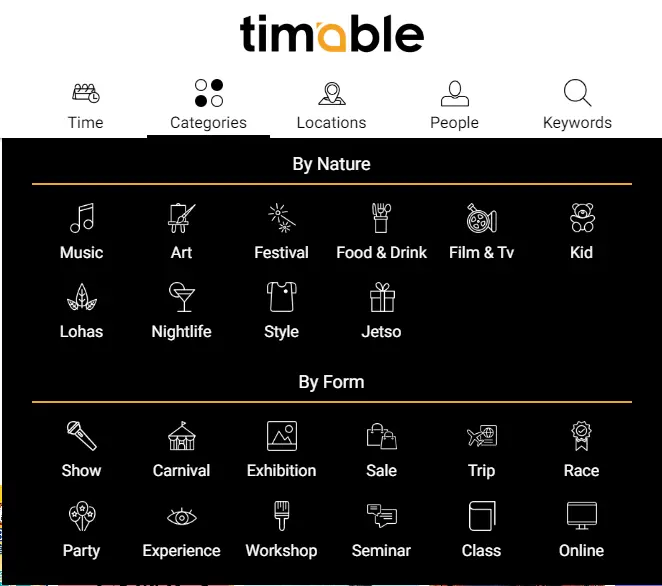 timable
Time Categories Locations People Keywords
By Nature
Music Art Festival Food & Drink Film & Tv Kid
Lohas Nightlife Style Jetso
By Form
Show Carnival Exhibition Sale Trip Race
Party Experience Workshop Seminar Class Online